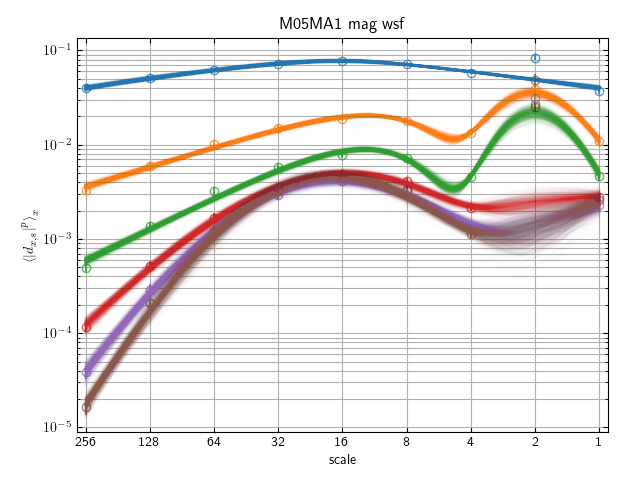 M05MA1 mag wsf
⟨|d_{x,s}|^p⟩_x
10^{-1}
10^{-2}
10^{-3}
10^{-4}
10^{-5}
256 128 64 32 16 8 4 2 1
scale